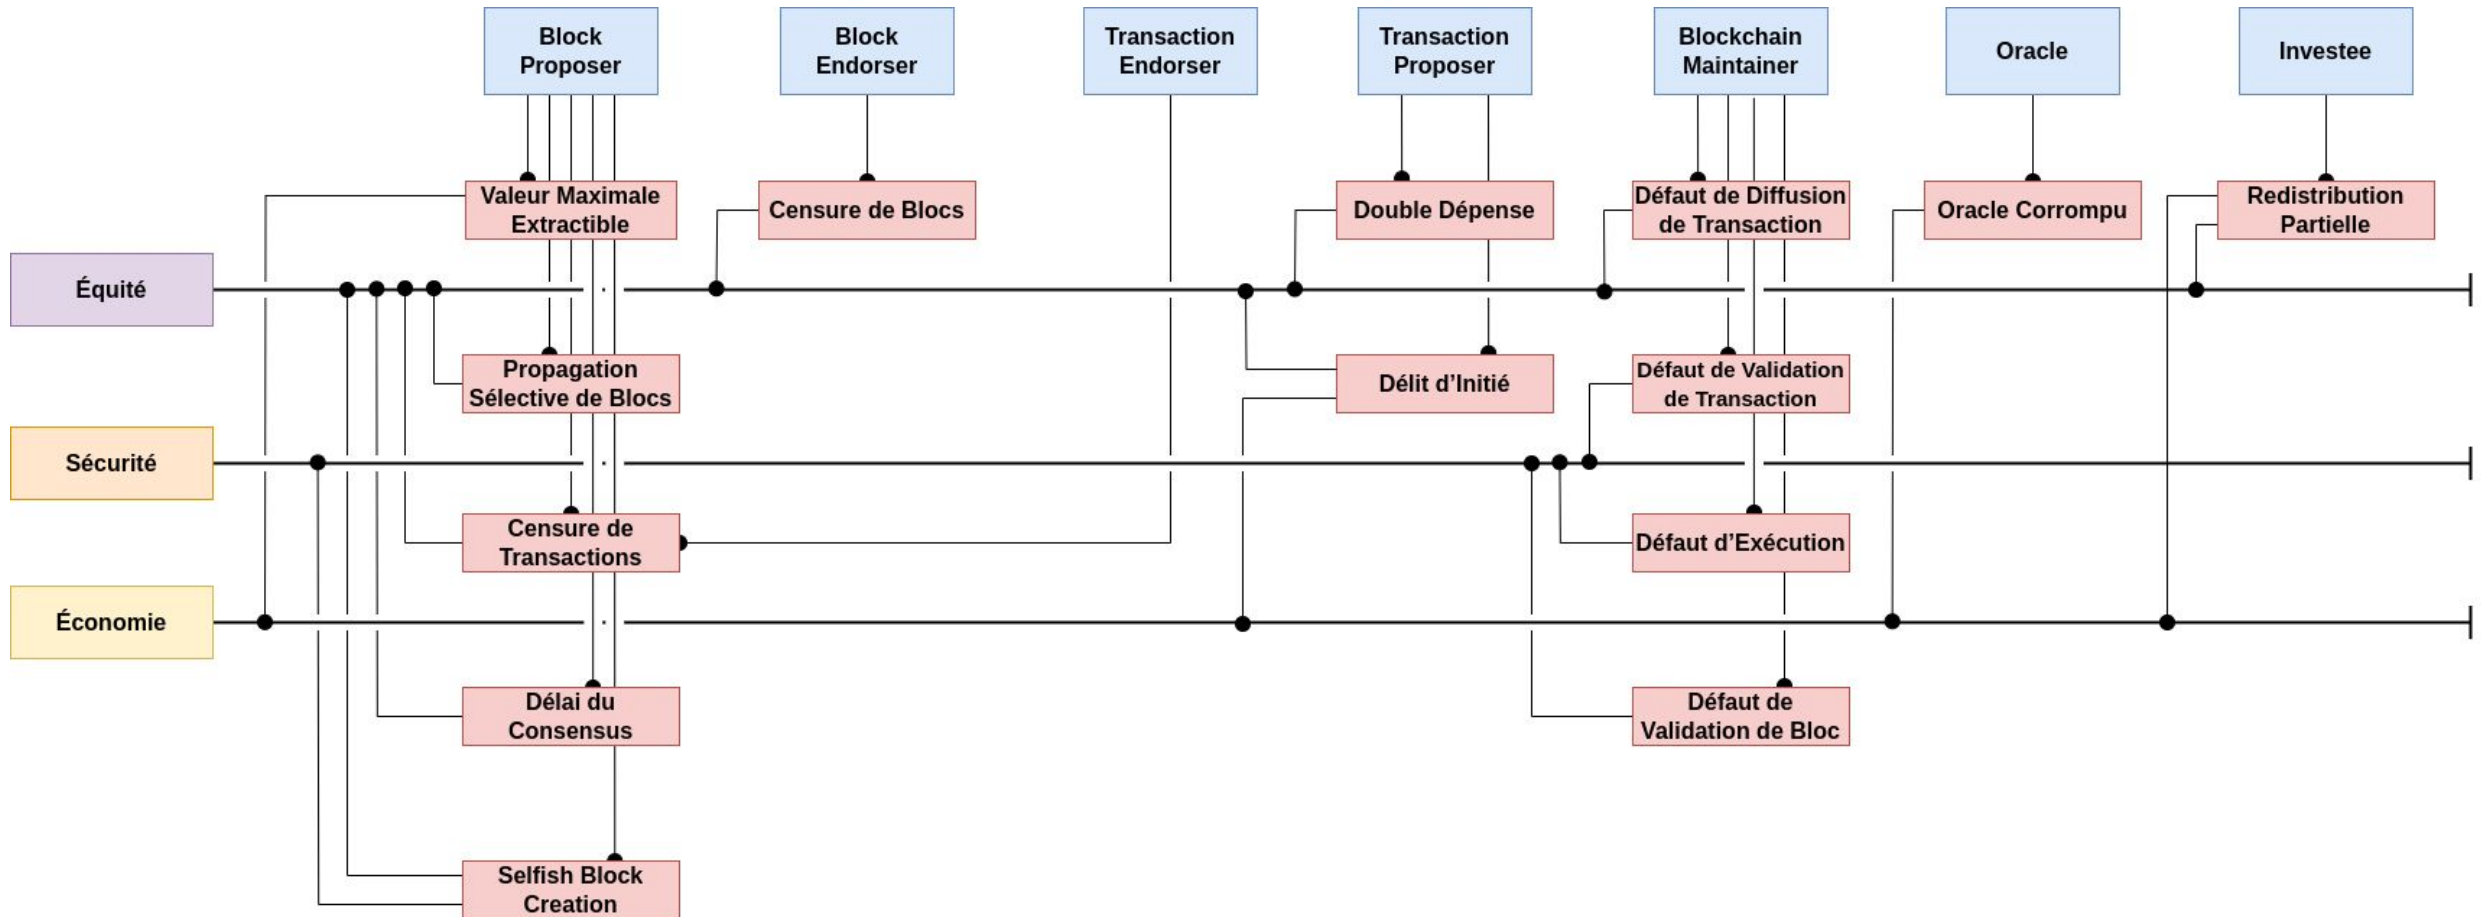 Block
Proposer
Block
Endorser
Transaction
Endorser
Transaction
Proposer
Blockchain
Maintainer
Oracle
Investee
Valeur Maximale
Extractible
Censure de Blocs
Double Dépense
Défaut de Diffusion
de Transaction
Oracle Corrompu
Redistribution
Partielle
Équité
Propagation
Sélective de Blocs
Délit d’Initié
Défaut de Validation
de Transaction
Sécurité
Censure de
Transactions
Défaut d’Exécution
Économie
Délai du
Consensus
Défaut de
Validation de Bloc
Selfish Block
Creation